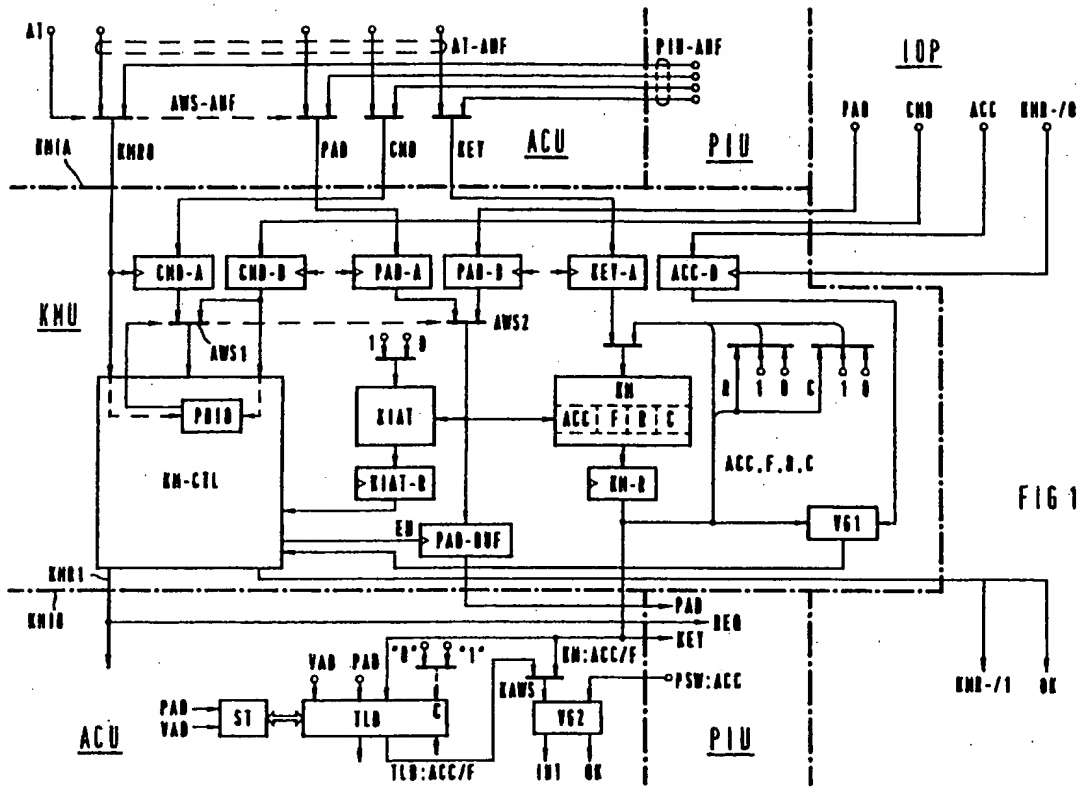 AT
AT-ANF
PIU-ANF
IOP
AWS-ANF
PAD CMD ACC KMR-/0
KM1A
KMR0
PAD
CMD
KEY
ACU
PIU
CMD-A
CMD-B
PAD-A
PAD-B
KEY-A
ACC-B
KMU
AWS1
AWS2
1 0
R 1 0 C 1 0
PRIO
XIAT
KM
ACC F R C
KM-CTL
KIAT-R
KM-R
ACC, F, R, C
FIG 1
EN
PAD-BUF
VG1
KMR1
PAD
REQ
KEY
VAD
PAD
"0"
"1"
KM:ACC/F
KAWS
PSW:ACC
KMR-/1
OK
PAD
VAD
ST
TLB
C
VG2
ACU
TLB:ACC/F
INT
OK
PIU